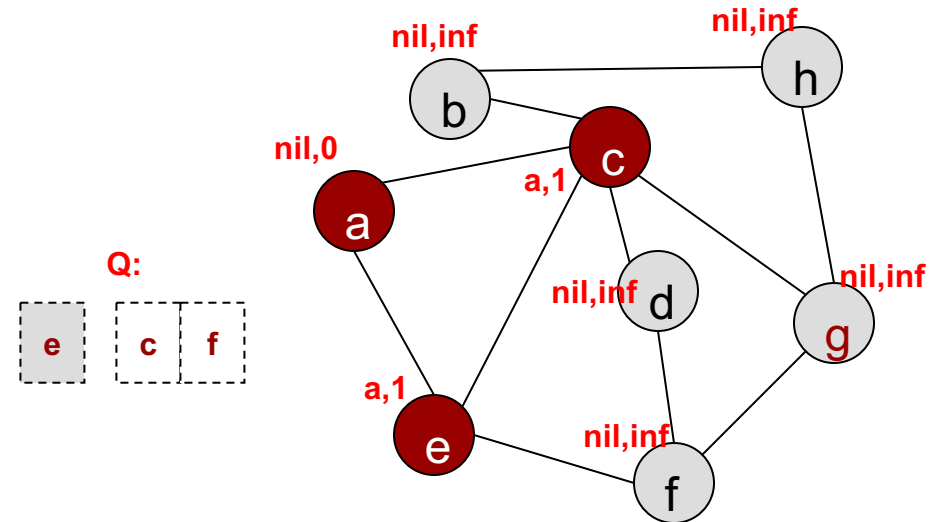 nil,inf
nil,inf
h
b
nil,0
c
a,1
a
Q:
nil,inf
nil,inf
d
g
e c f
a,1
e
nil,inf
f